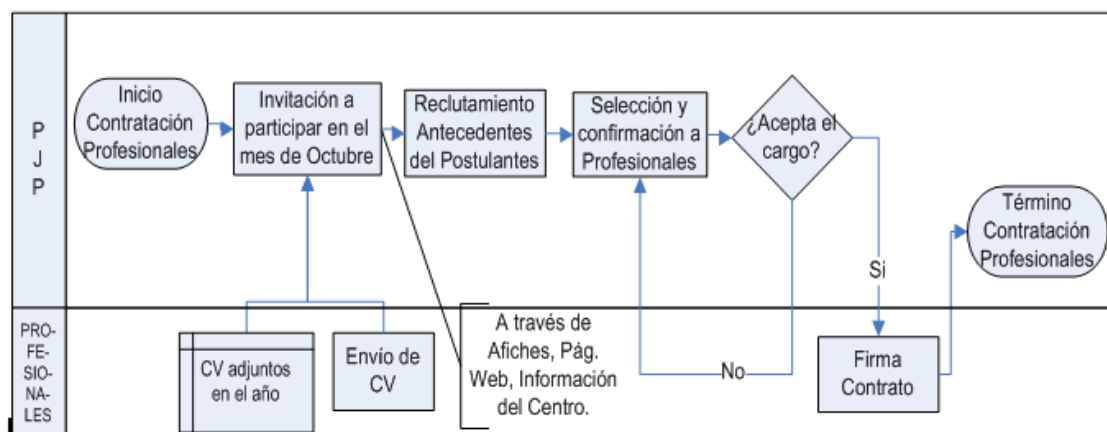 P
J
P
Inicio
Contratación
Profesionales
Invitación a
participar en el
mes de Octubre
Reclutamiento
Antecedentes
del Postulantes
Selección y
confirmación a
Profesionales
¿Acepta el
cargo?
Si
Término
Contratación
Profesionales
PRO-
FE-
SIO-
NA-
LES
CV adjuntos
en el año
Envío de
CV
A través de
Afiches, Pág.
Web, Información
del Centro.
No
Firma
Contrato